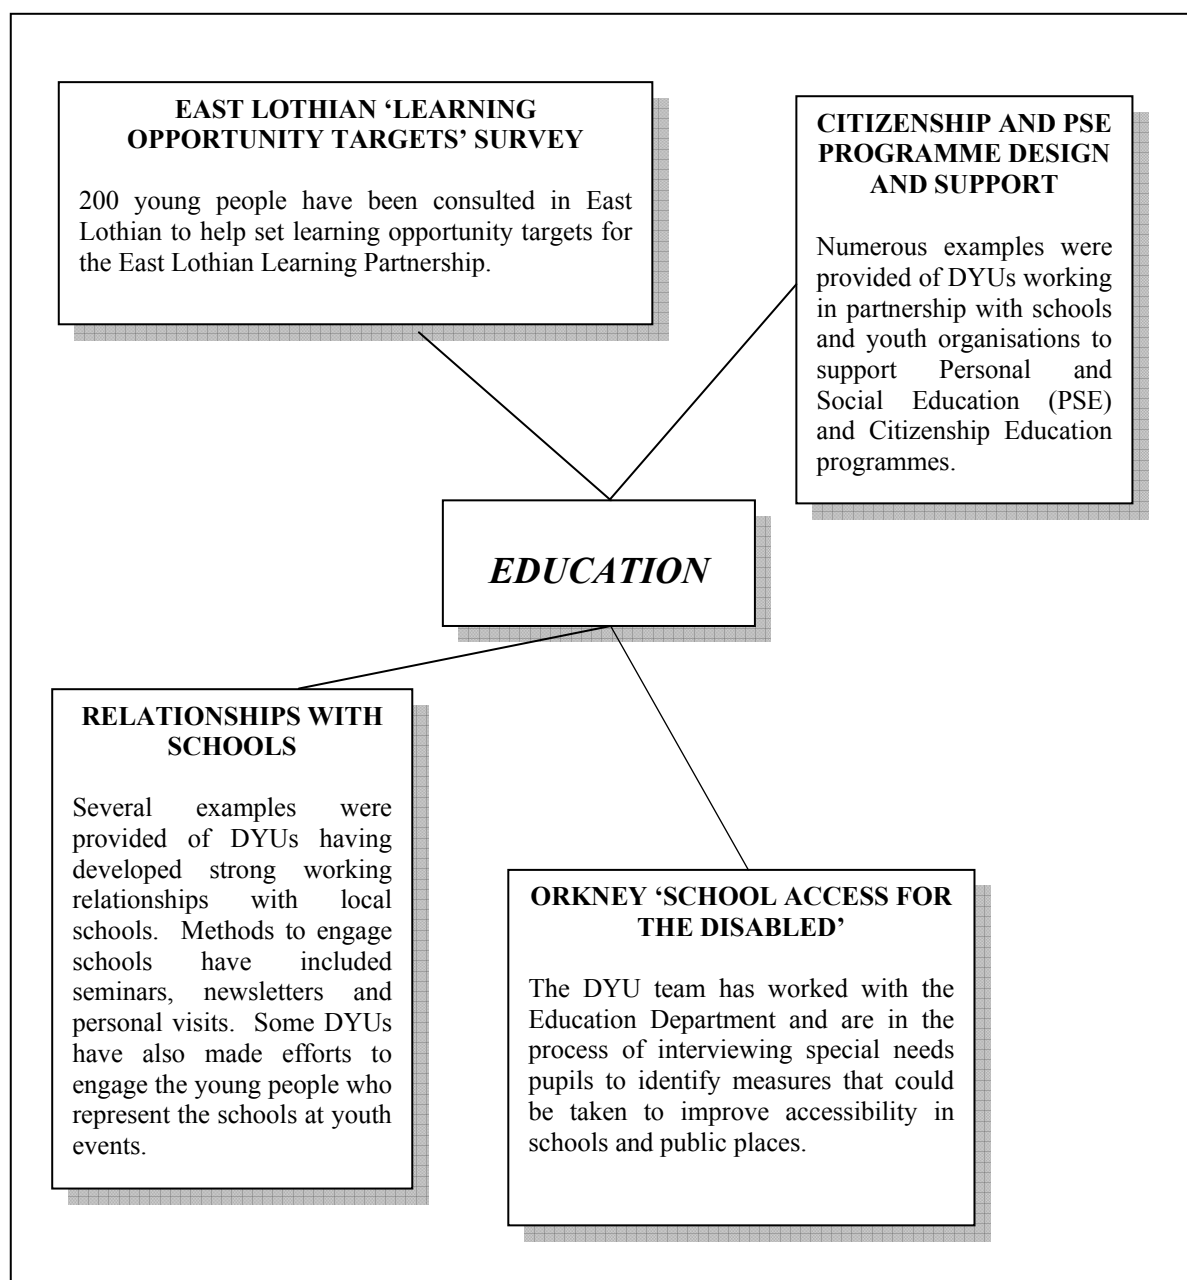 EAST LOTHIAN ‘LEARNING
OPPORTUNITY TARGETS’ SURVEY
200 young people have been consulted in East
Lothian to help set learning opportunity targets for
the East Lothian Learning Partnership.
CITIZENSHIP AND PSE
PROGRAMME DESIGN
AND SUPPORT
Numerous examples were
provided of DYUs working
in partnership with schools
and youth organisations to
support Personal and
Social Education (PSE)
and Citizenship Education
programmes.
EDUCATION
RELATIONSHIPS WITH
SCHOOLS
Several examples were
provided of DYUs having
developed strong working
relationships with local
schools. Methods to engage
schools have included
seminars, newsletters and
personal visits. Some DYUs
have also made efforts to
engage the young people who
represent the schools at youth
events.
ORKNEY ‘SCHOOL ACCESS FOR
THE DISABLED’
The DYU team has worked with the
Education Department and are in the
process of interviewing special needs
pupils to identify measures that could
be taken to improve accessibility in
schools and public places.